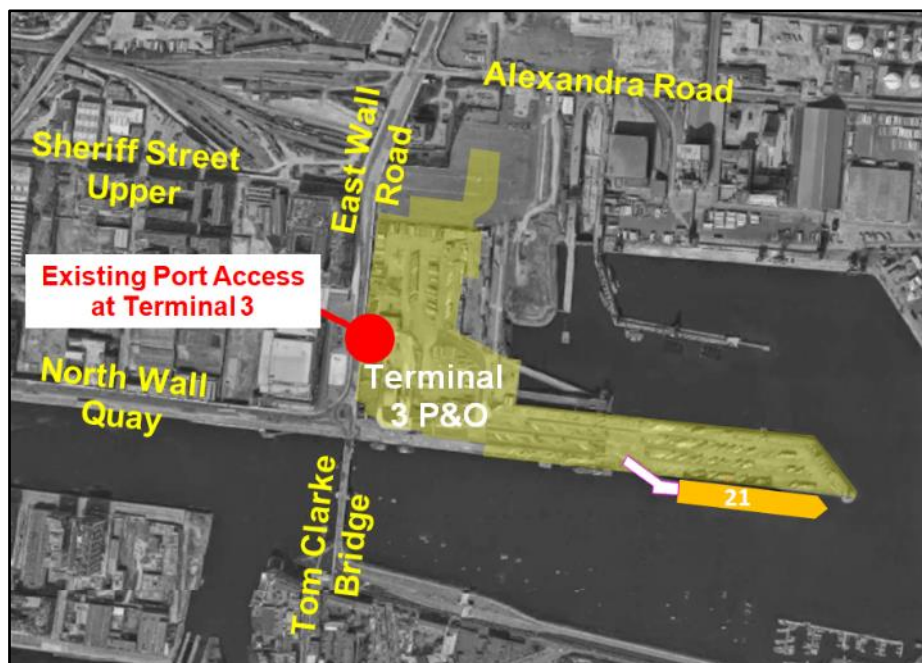 Alexandra Road
East Wall
Road
Sheriff Street
Upper
Existing Port Access
at Terminal 3
North Wall
Quay
Terminal
3 P&O
21
Tom Clarke
Bridge